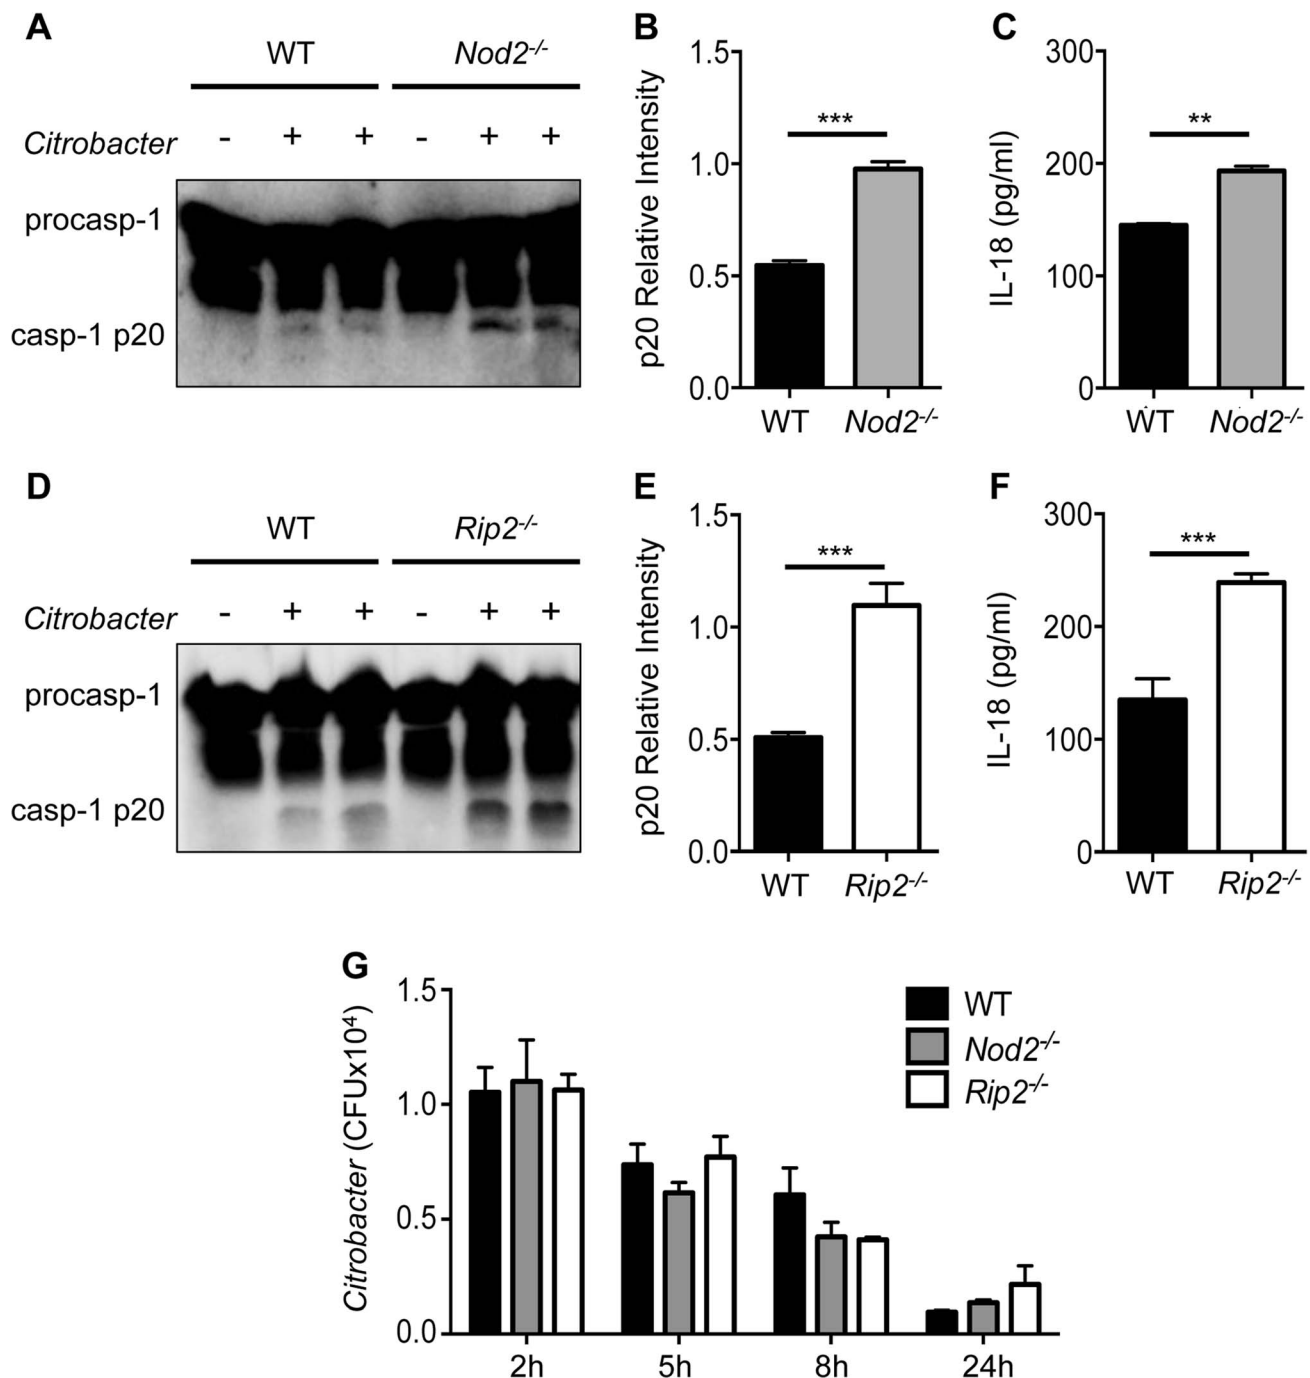 A
WT Nod2-/-
Citrobacter - + + - + +
procasp-1
casp-1 p20
B
p20 Relative Intensity
1.5
1.0
0.5
0.0
***
WT Nod2-/-
C
IL-18 (pg/ml)
300
200
100
0
**
WT Nod2-/-
D
WT Rip2-/-
Citrobacter - + + - + +
procasp-1
casp-1 p20
E
p20 Relative Intensity
1.5
1.0
0.5
0.0
***
WT Rip2-/-
F
IL-18 (pg/ml)
300
200
100
0
***
WT Rip2-/-
G
Citrobacter (CFUx10⁴)
1.5
1.0
0.5
0.0
WT
Nod2-/-
Rip2-/-
2h 5h 8h 24h